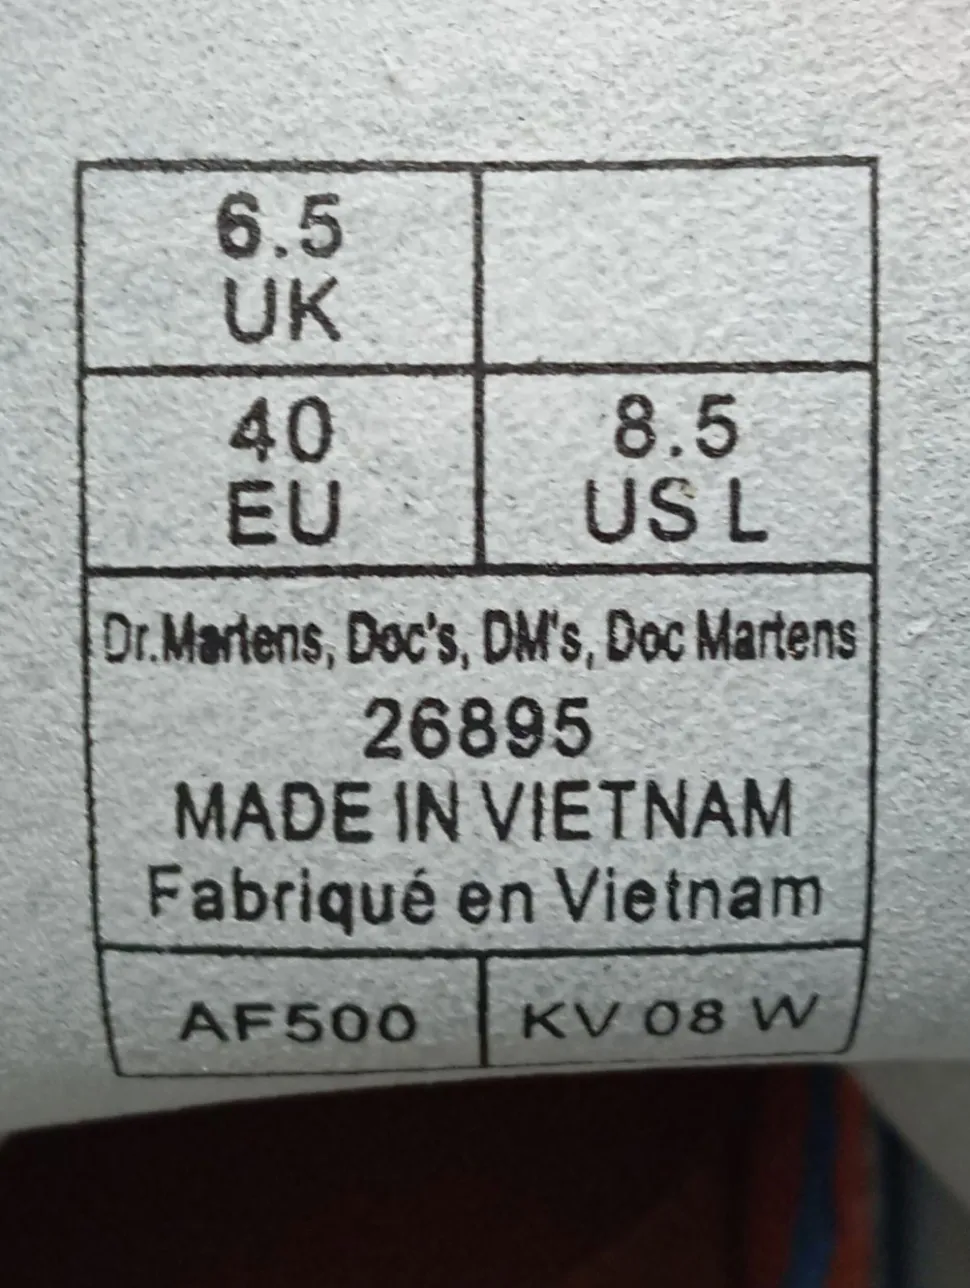 6.5
UK
40
EU
8.5
US L
Dr.Martens, Doc's, DM's, Doc Martens
26895
MADE IN VIETNAM
Fabriqué en Vietnam
AF500
KV 08 W